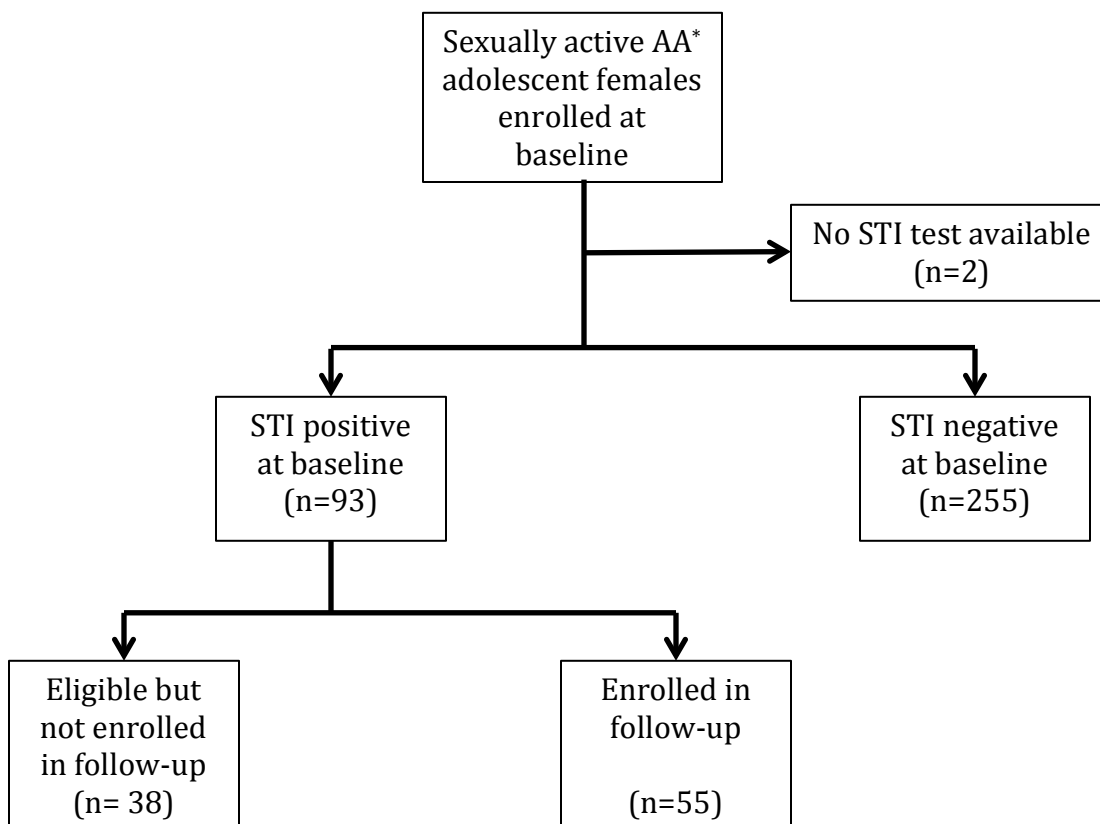 Sexually active AA*
adolescent females
enrolled at
baseline
No STI test available
(n=2)
STI positive
at baseline
(n=93)
STI negative
at baseline
(n=255)
Eligible but
not enrolled
in follow-up
(n= 38)
Enrolled in
follow-up
(n=55)